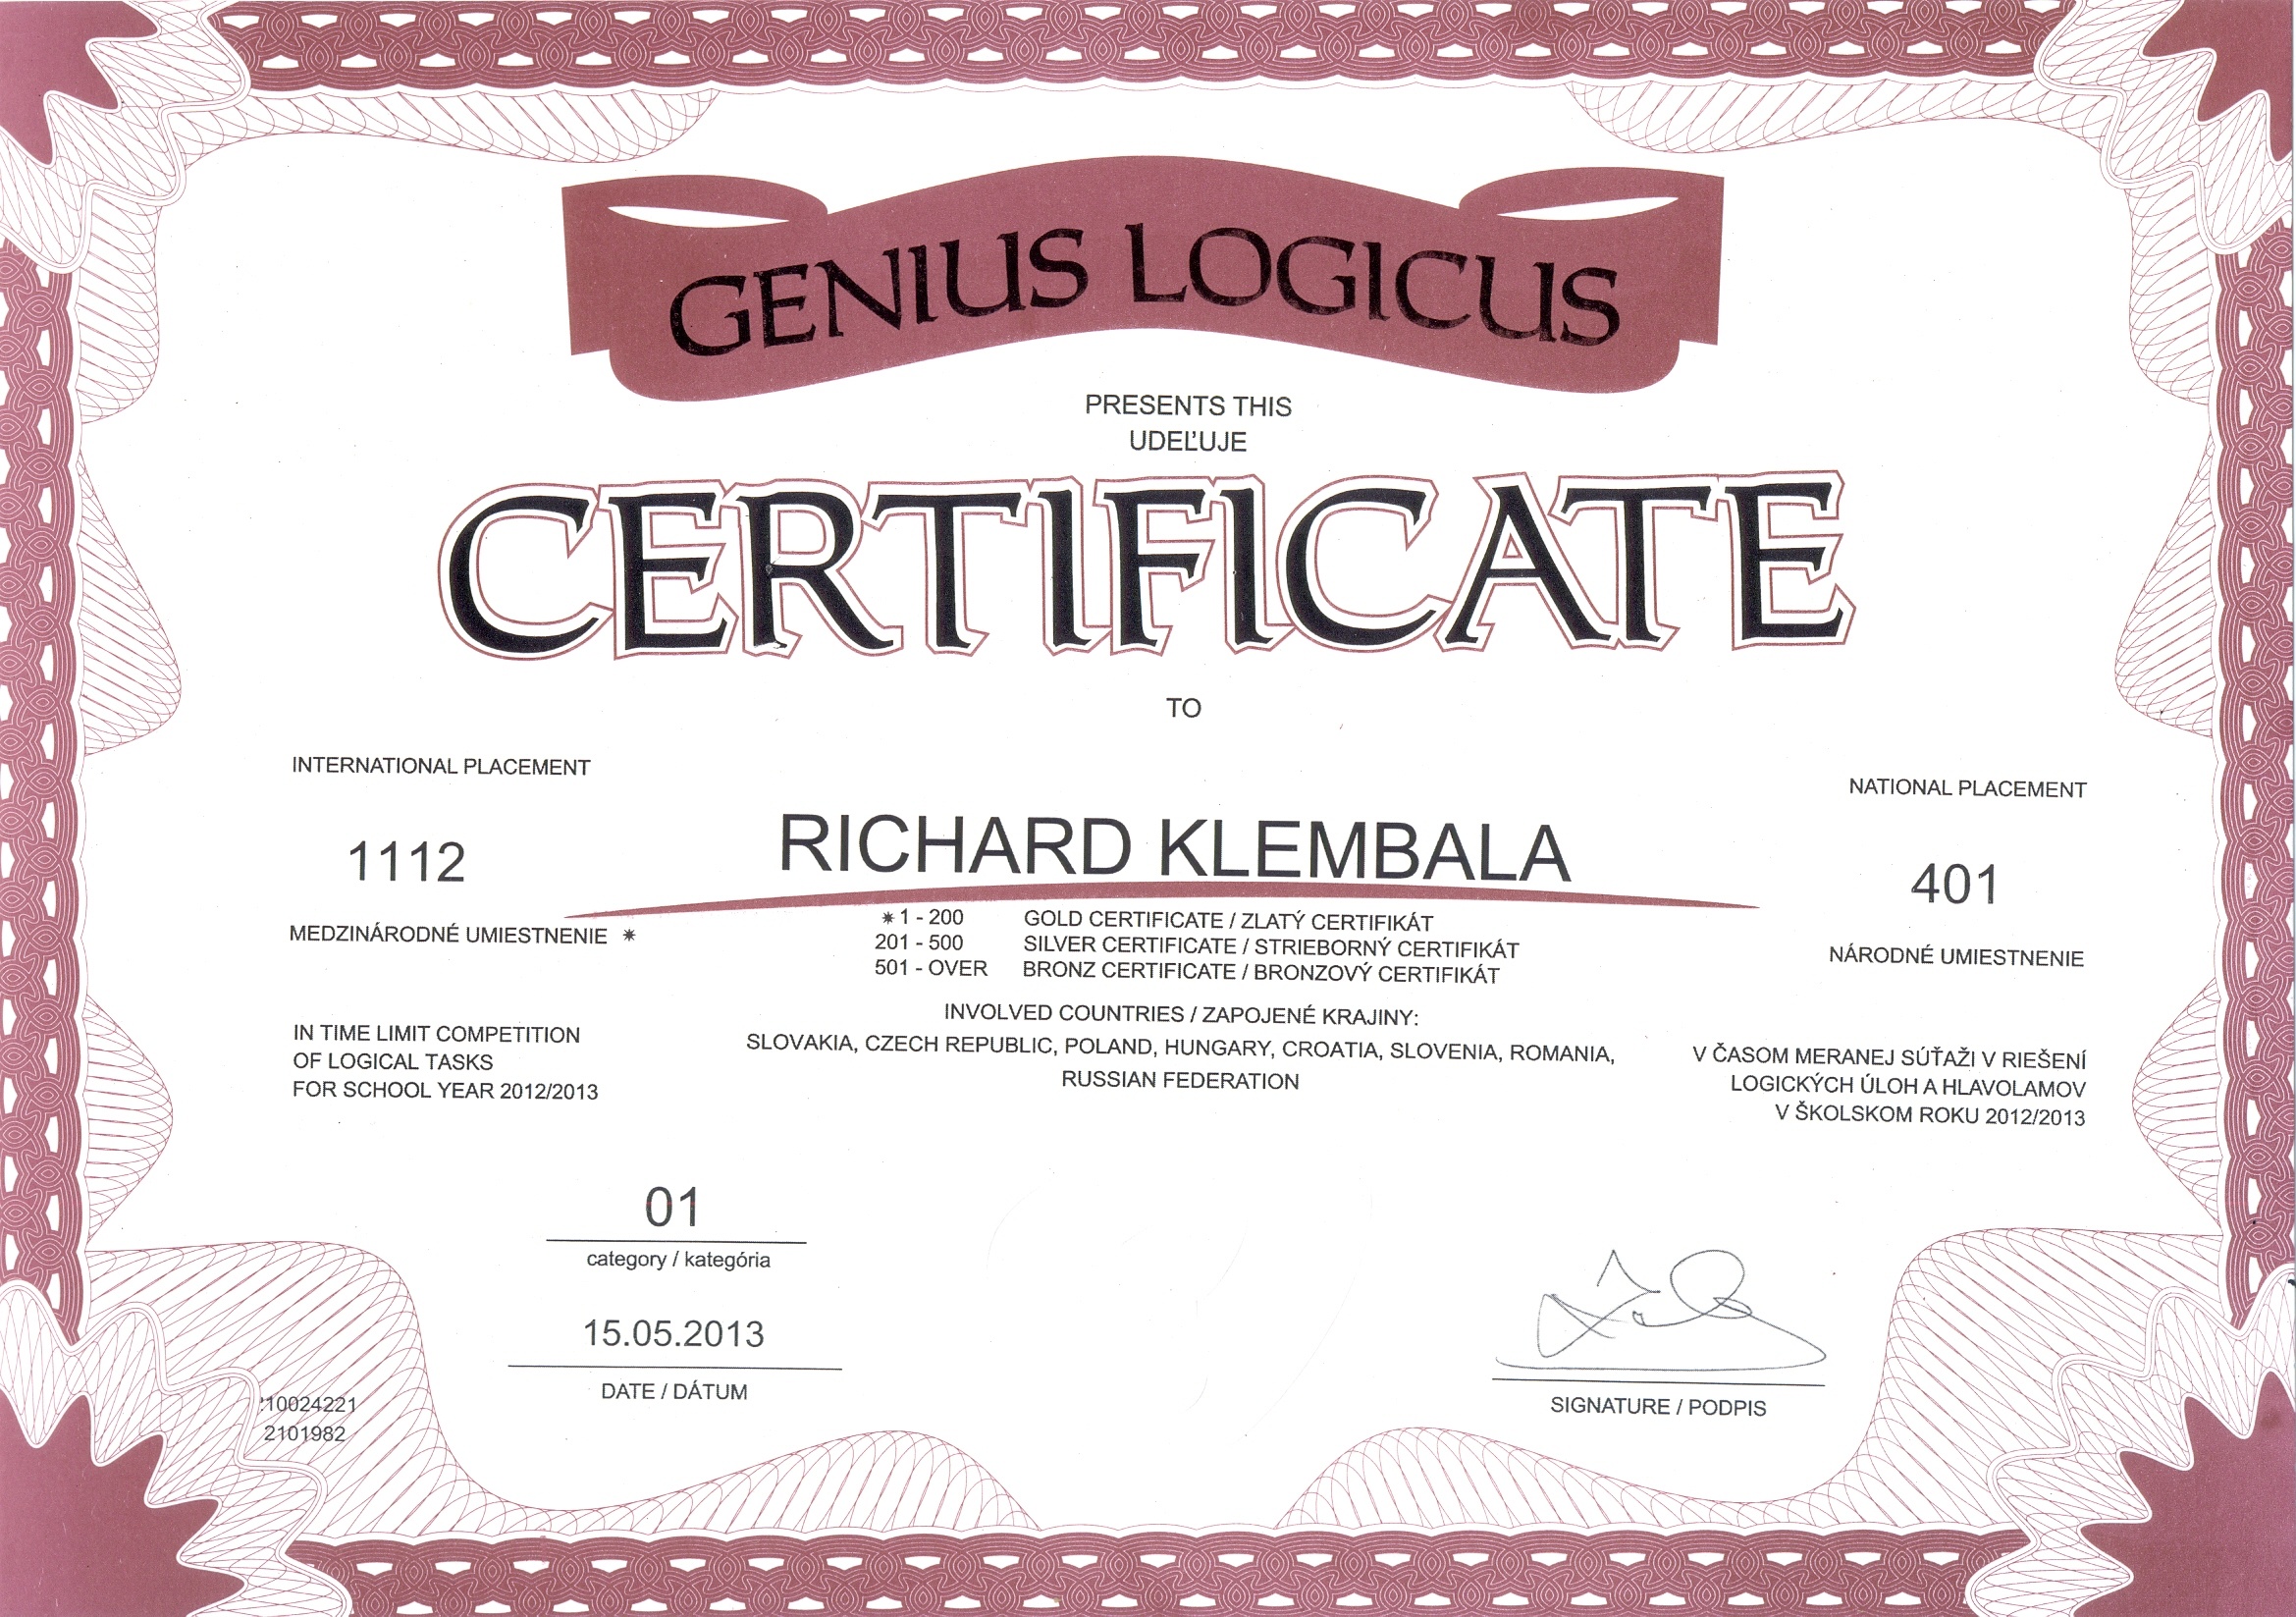 GENIUS LOGICUS
PRESENTS THIS
UDEĽUJE
CERTIFICATE
TO
INTERNATIONAL PLACEMENT
1112
MEDZINÁRODNÉ UMIESTNENIE ✷
RICHARD KLEMBALA
NATIONAL PLACEMENT
401
NÁRODNÉ UMIESTNENIE
✷ 1 - 200 GOLD CERTIFICATE / ZLATÝ CERTIFIKÁT
201 - 500 SILVER CERTIFICATE / STRIEBORNÝ CERTIFIKÁT
501 - OVER BRONZ CERTIFICATE / BRONZOVÝ CERTIFIKÁT
INVOLVED COUNTRIES / ZAPOJENÉ KRAJINY:
SLOVAKIA, CZECH REPUBLIC, POLAND, HUNGARY, CROATIA, SLOVENIA, ROMANIA,
RUSSIAN FEDERATION
IN TIME LIMIT COMPETITION
OF LOGICAL TASKS
FOR SCHOOL YEAR 2012/2013
V ČASOM MERANEJ SÚŤAŽI V RIEŠENÍ
LOGICKÝCH ÚLOH A HLAVOLAMOV
V ŠKOLSKOM ROKU 2012/2013
01
category / kategória
15.05.2013
DATE / DÁTUM
SIGNATURE / PODPIS
10024221
2101982